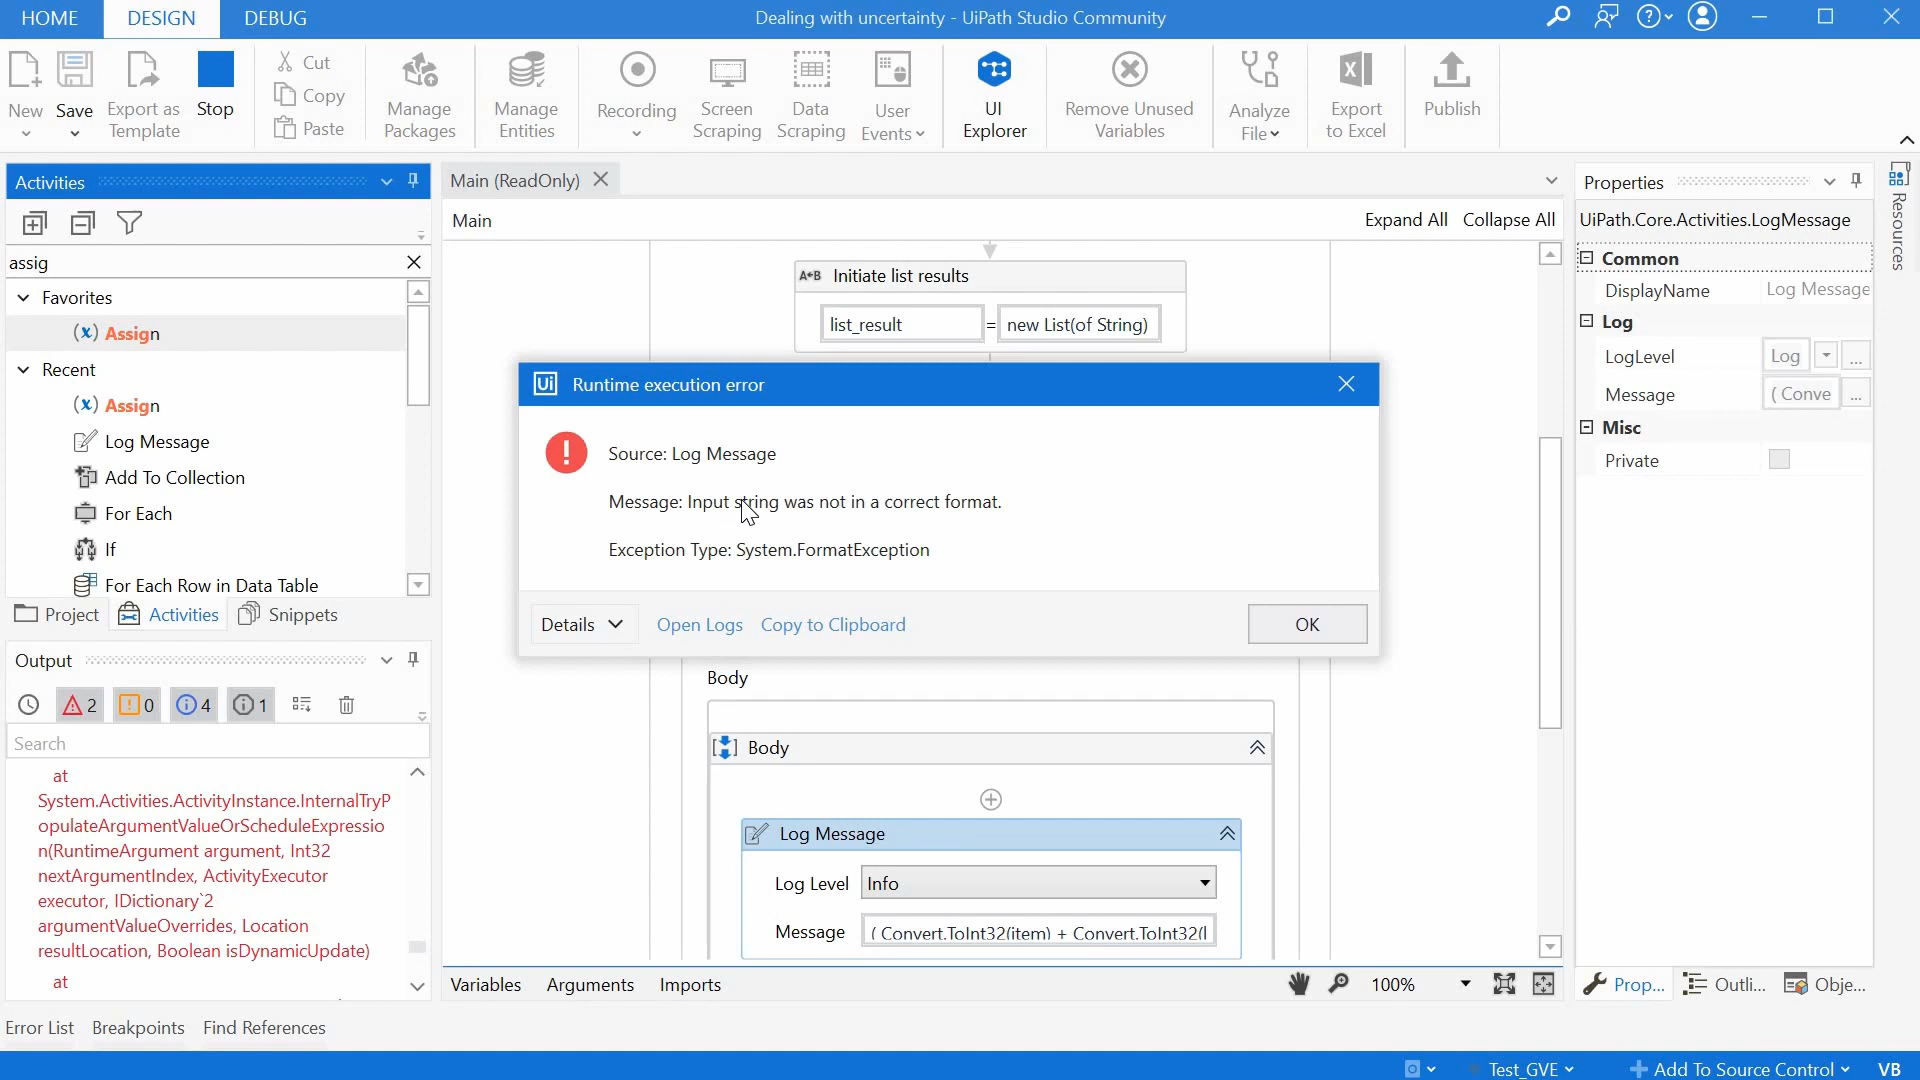 HOME
DESIGN
DEBUG
Dealing with uncertainty - UiPath Studio Community
New
Save
Export as
Template
Stop
Cut
Copy
Paste
Manage
Packages
Manage
Entities
Recording
Screen
Scraping
Data
Scraping
User
Events
UI
Explorer
Remove Unused
Variables
Analyze
File
Export
to Excel
Publish
Activities
assig
Favorites
Assign
Recent
Assign
Log Message
Add To Collection
For Each
If
For Each Row in Data Table
Project
Activities
Snippets
Output
2
0
4
1
Search
at
System.Activities.ActivityInstance.InternalTryP
opulateArgumentValueOrScheduleExpressio
n(RuntimeArgument argument, Int32
nextArgumentIndex, ActivityExecutor
executor, IDictionary`2
argumentValueOverrides, Location
resultLocation, Boolean isDynamicUpdate)
at
Main (ReadOnly)
Main
Expand All
Collapse All
A+B Initiate list results
list_result
=
new List(of String)
Ui Runtime execution error
Source: Log Message
Message: Input string was not in a correct format.
Exception Type: System.FormatException
Details
Open Logs
Copy to Clipboard
OK
Body
Body
Log Message
Log Level
Info
Message
( Convert.ToInt32(item) + Convert.ToInt32(l
Variables
Arguments
Imports
100%
Properties
UiPath.Core.Activities.LogMessage
Common
DisplayName
Log Message
Log
LogLevel
Log
...
Message
( Conve
...
Misc
Private
Resources
Prop...
Outli...
Obje...
Error List
Breakpoints
Find References
Test_GVE
Add To Source Control
VB